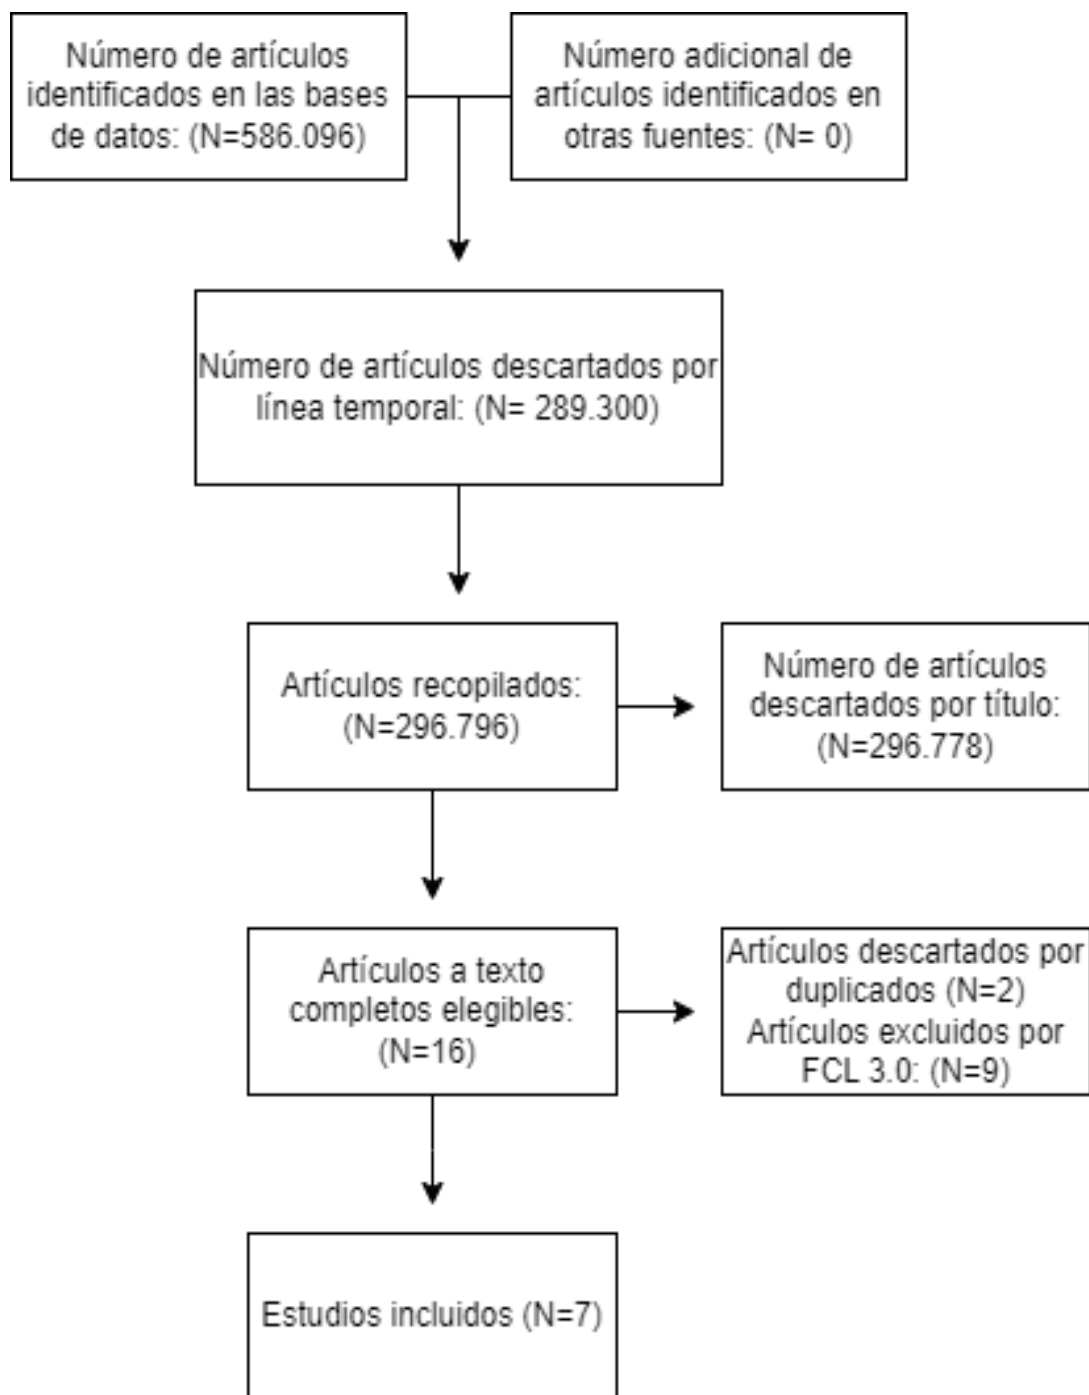 Número de artículos
identificados en las bases
de datos: (N=586.096)
Número adicional de
artículos identificados en
otras fuentes: (N= 0)
Número de artículos descartados por
línea temporal: (N= 289.300)
Artículos recopilados:
(N=296.796)
Número de artículos
descartados por título:
(N=296.778)
Artículos a texto
completos elegibles:
(N=16)
Artículos descartados por
duplicados (N=2)
Artículos excluidos por
FCL 3.0: (N=9)
Estudios incluidos (N=7)